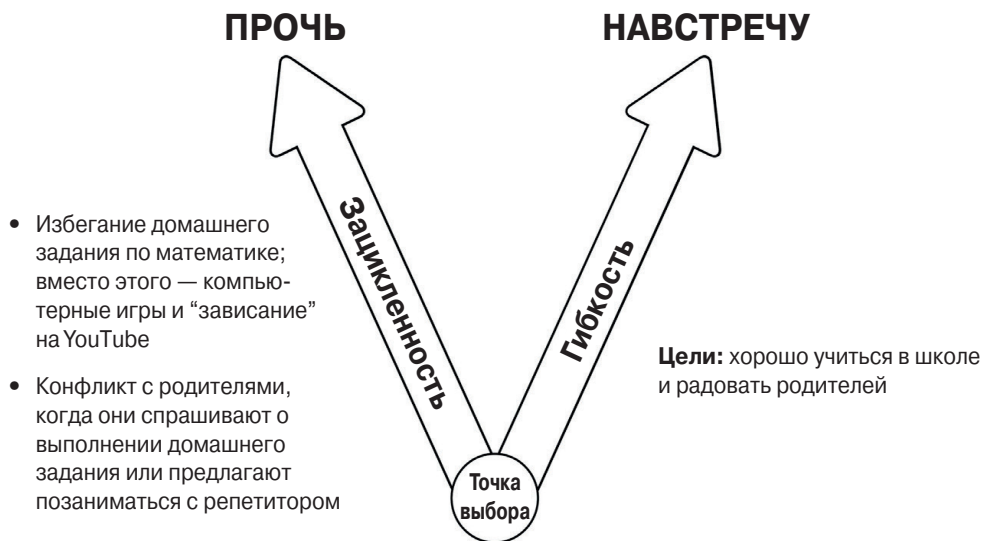 ПРОЧЬ
НАВСТРЕЧУ
Зацикленность
Гибкость
• Избегание домашнего
задания по математике;
вместо этого — компью-
терные игры и “зависание”
на YouTube
• Конфликт с родителями,
когда они спрашивают о
выполнении домашнего
задания или предлагают
позаниматься с репетитором
Цели: хорошо учиться в школе
и радовать родителей
Точка
выбора